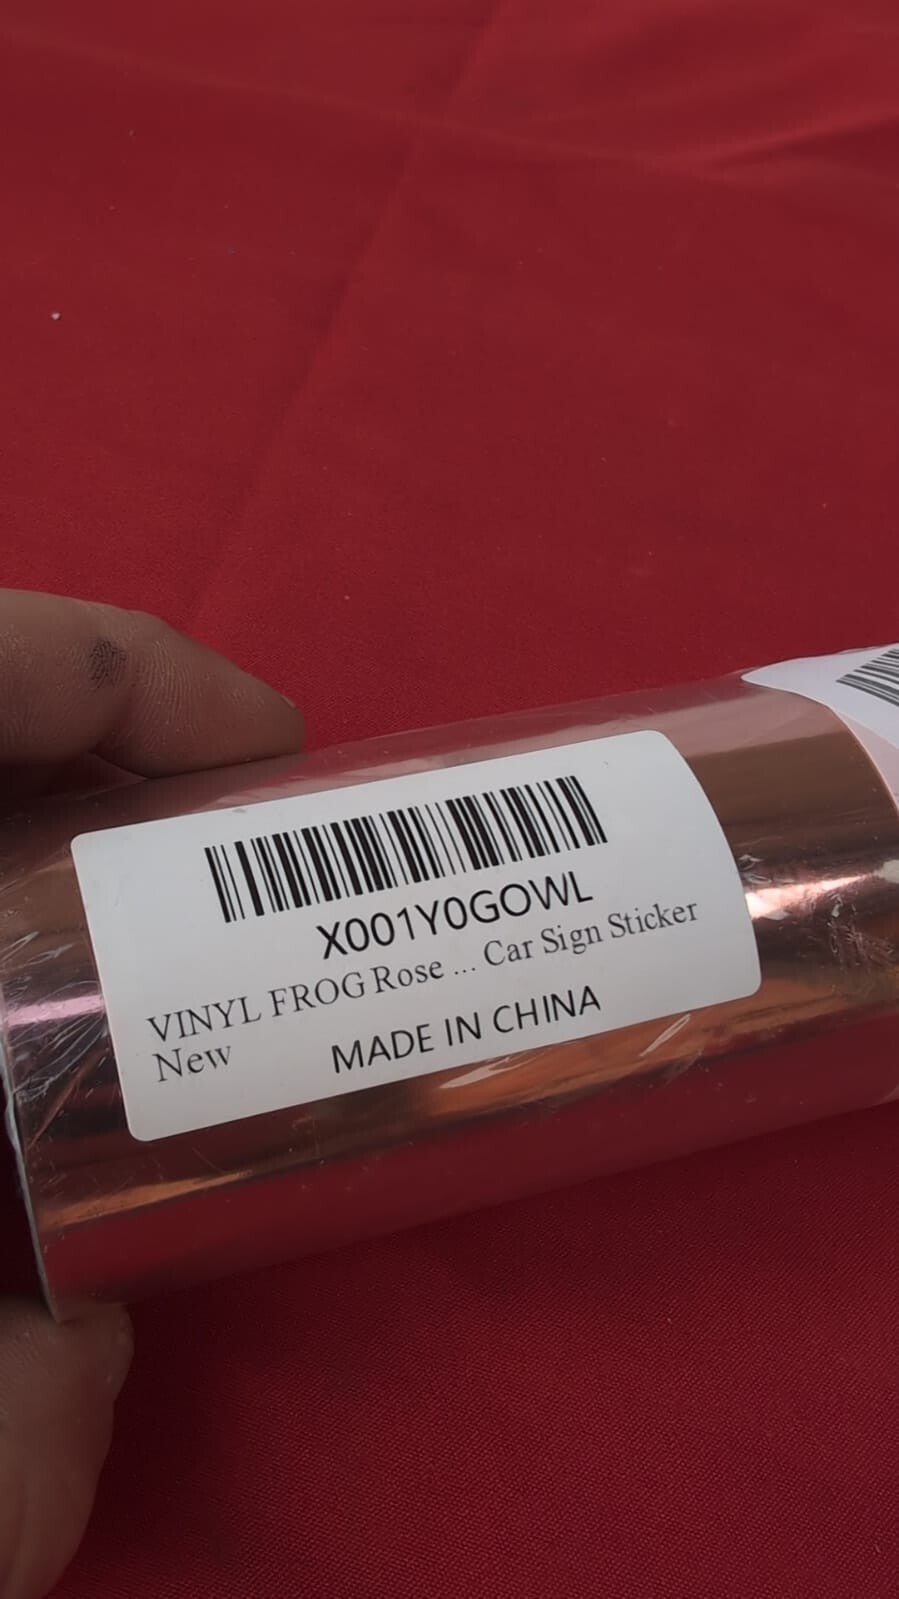 X001Y0GOWL
VINYL FROG Rose ... Car Sign Sticker
New
MADE IN CHINA